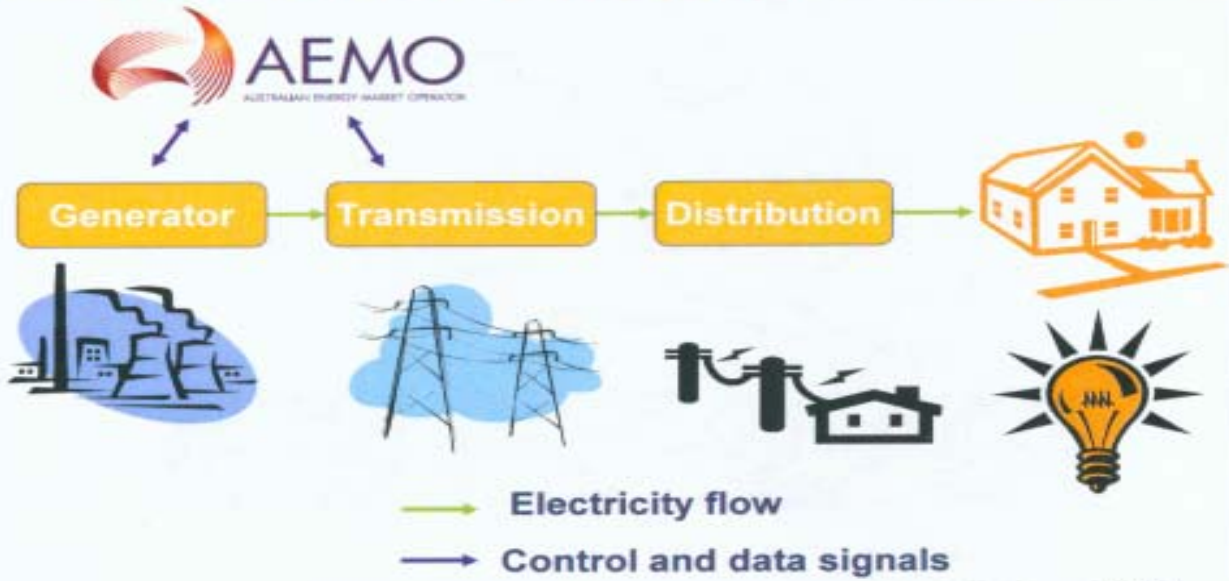 AEMO
AUSTRALIAN ENERGY MARKET OPERATOR
Generator
Transmission
Distribution
Electricity flow
Control and data signals